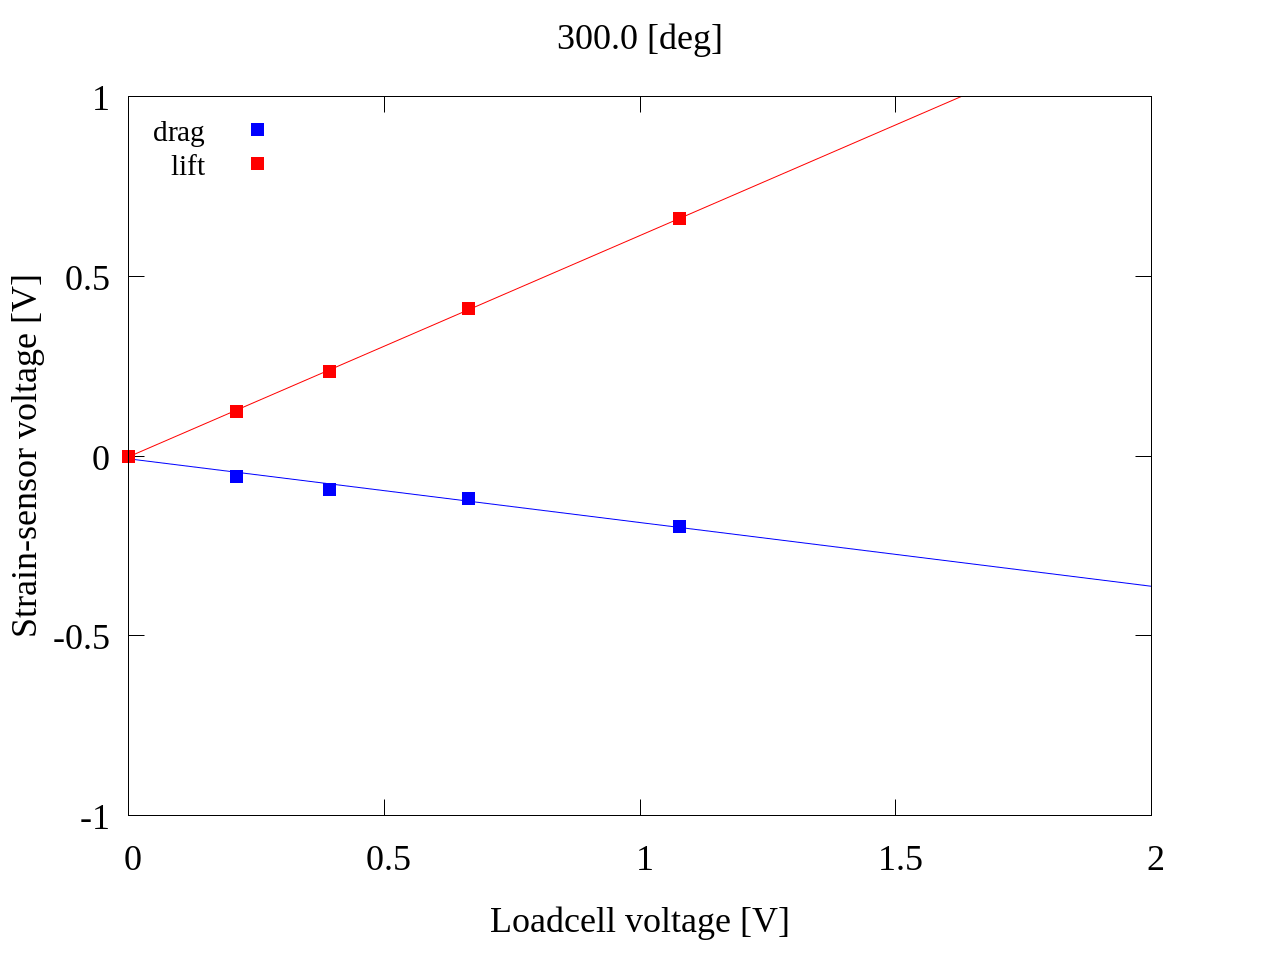 300.0 [deg]
drag
lift
1
0.5
0
-0.5
-1
Strain-sensor voltage [V]
0 0.5 1 1.5 2
Loadcell voltage [V]